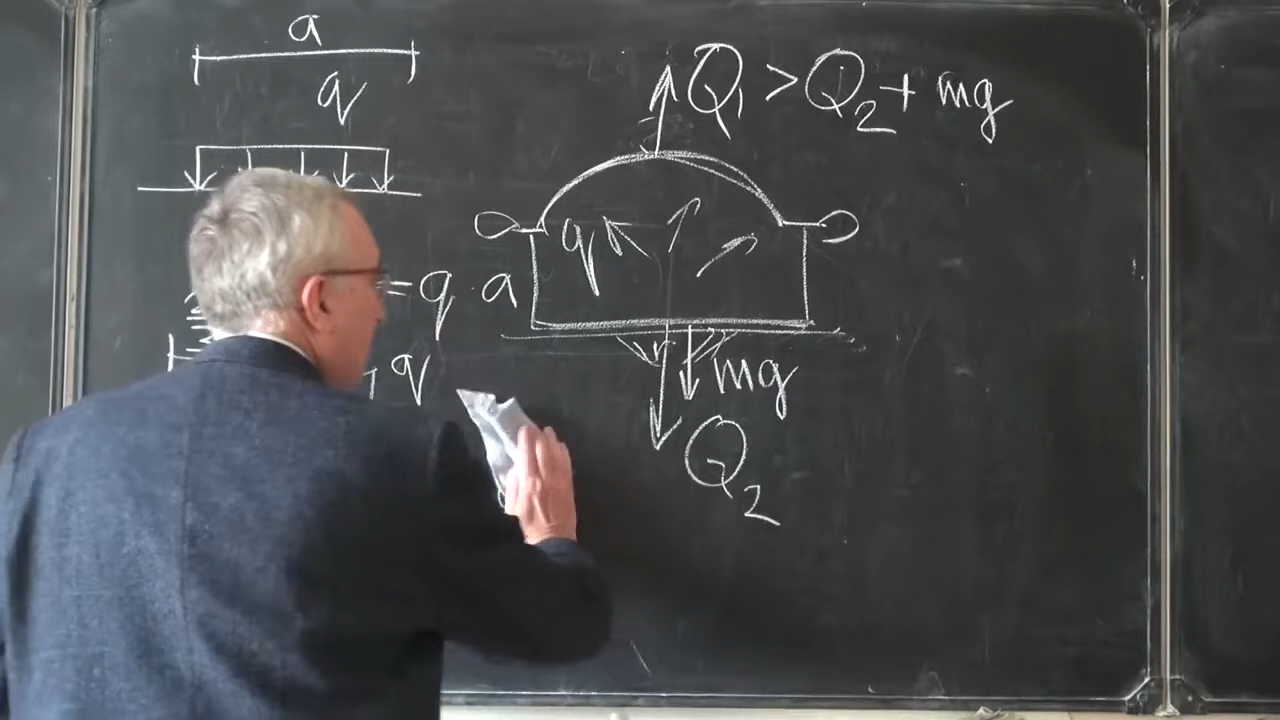 a
q
Q₁ > Q₂ + mg
q
= q · a
q
mg
Q₂